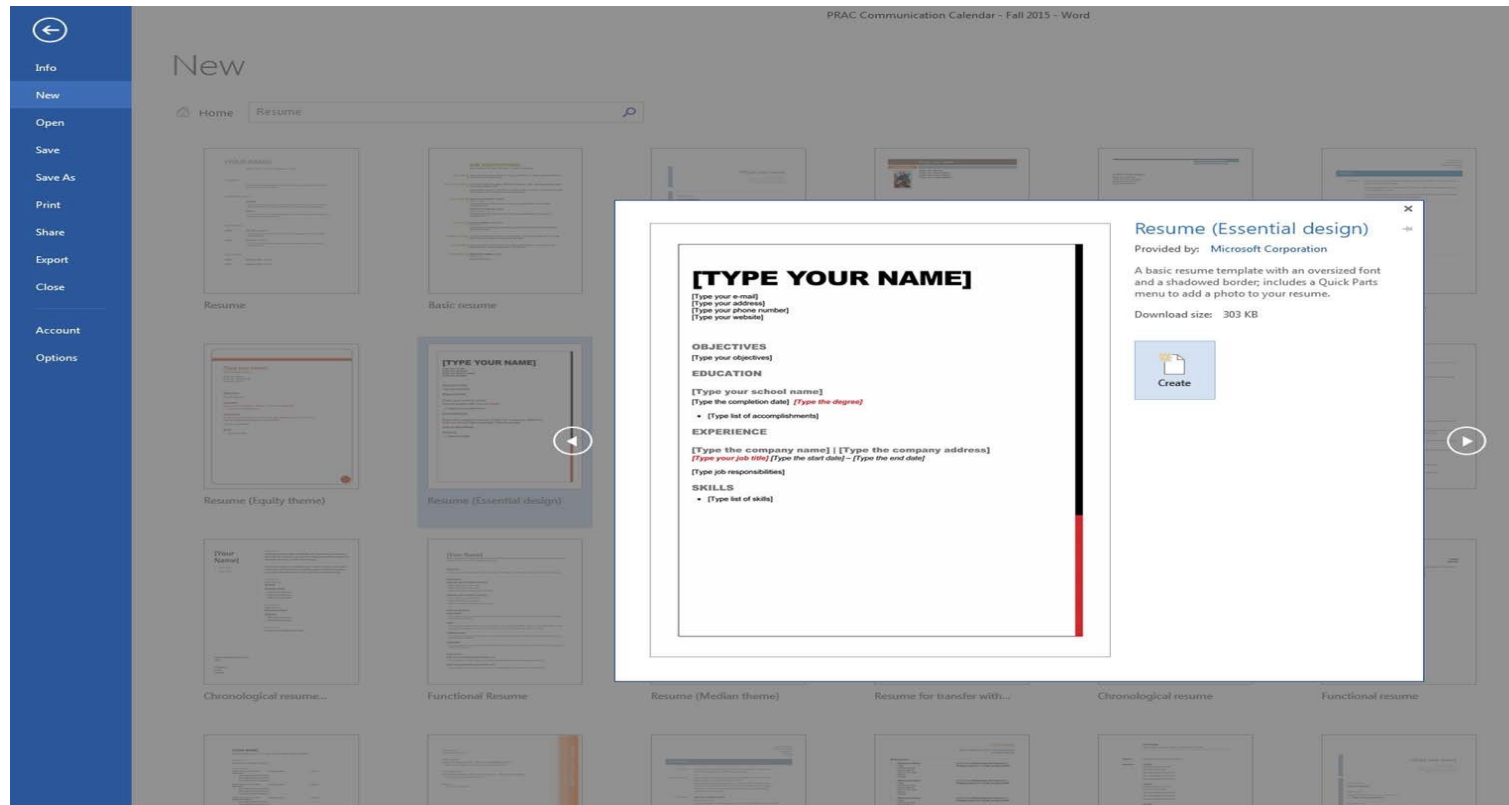 PRAC Communication Calendar - Fall 2015 - Word
Info
New
Open
Save
Save As
Print
Share
Export
Close
Account
Options
New
Home
Resume
Resume
Basic resume
[TYPE YOUR NAME]
Resume (Equity theme)
Resume (Essential design)
[Your Name]
Chronological resume...
Functional Resume
Resume (Median theme)
Resume for transfer with...
Chronological resume
Functional resume
[TYPE YOUR NAME]
[Type your e-mail]
[Type your address]
[Type your phone number]
[Type your website]
OBJECTIVES
[Type your objectives]
EDUCATION
[Type your school name]
[Type the completion date] [Type the degree]
• [Type list of accomplishments]
EXPERIENCE
[Type the company name] | [Type the company address]
[Type your job title] [Type the start date] – [Type the end date]
[Type job responsibilities]
SKILLS
• [Type list of skills]
Resume (Essential design)
Provided by: Microsoft Corporation
A basic resume template with an oversized font
and a shadowed border; includes a Quick Parts
menu to add a photo to your resume.
Download size: 303 KB
Create